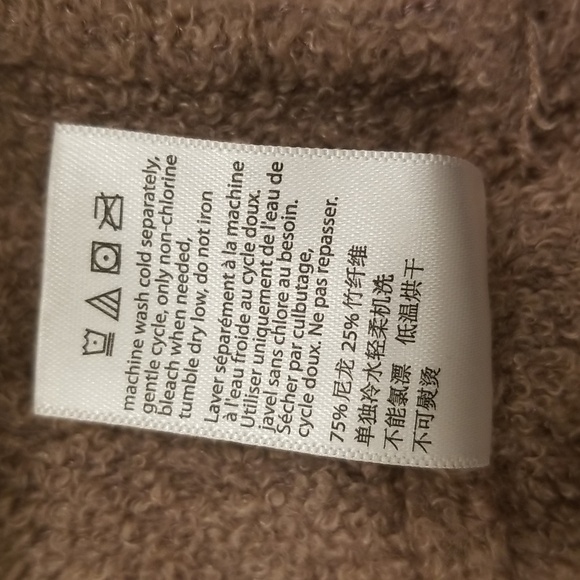 machine wash cold separately,
gentle cycle, only non-chlorine
bleach when needed,
tumble dry low, do not iron
Laver séparément à la machine
à l'eau froide au cycle doux.
Utiliser uniquement de l'eau de
javel sans chlore au besoin.
Sécher par culbutage,
cycle doux. Ne pas repasser.
75%尼龙 25%竹纤维
单独冷水轻柔机洗
不能氯漂 低温烘干
不可熨烫